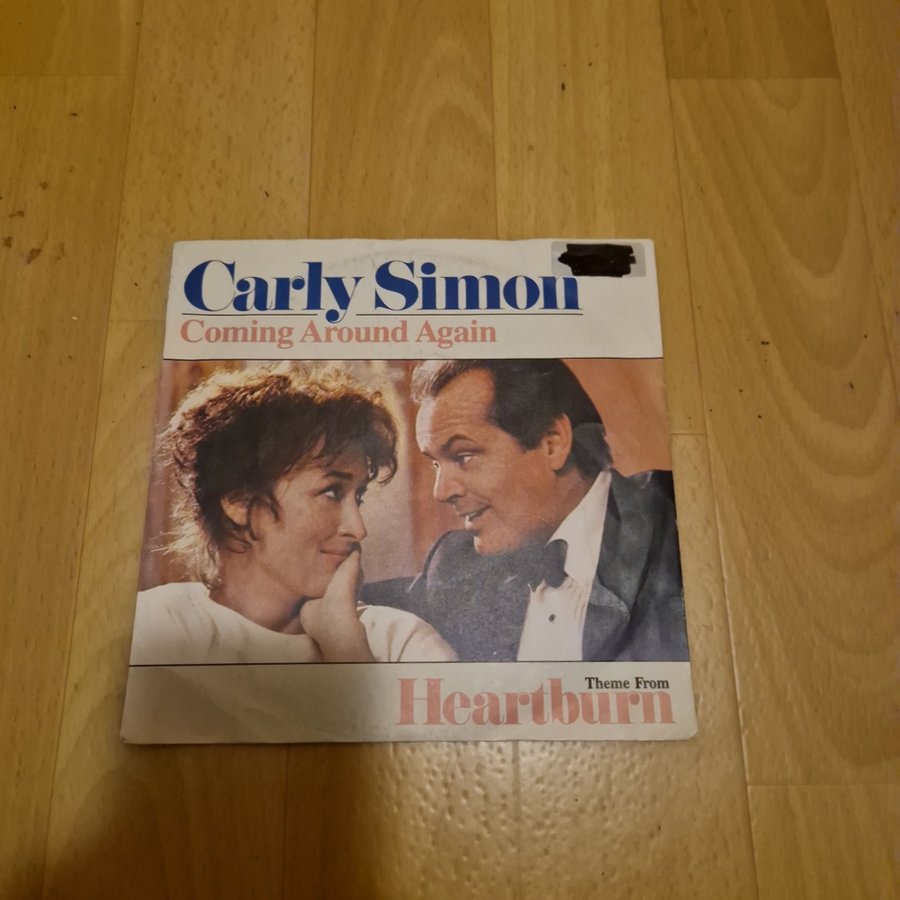 Carly Simon
Coming Around Again
Theme From
Heartburn